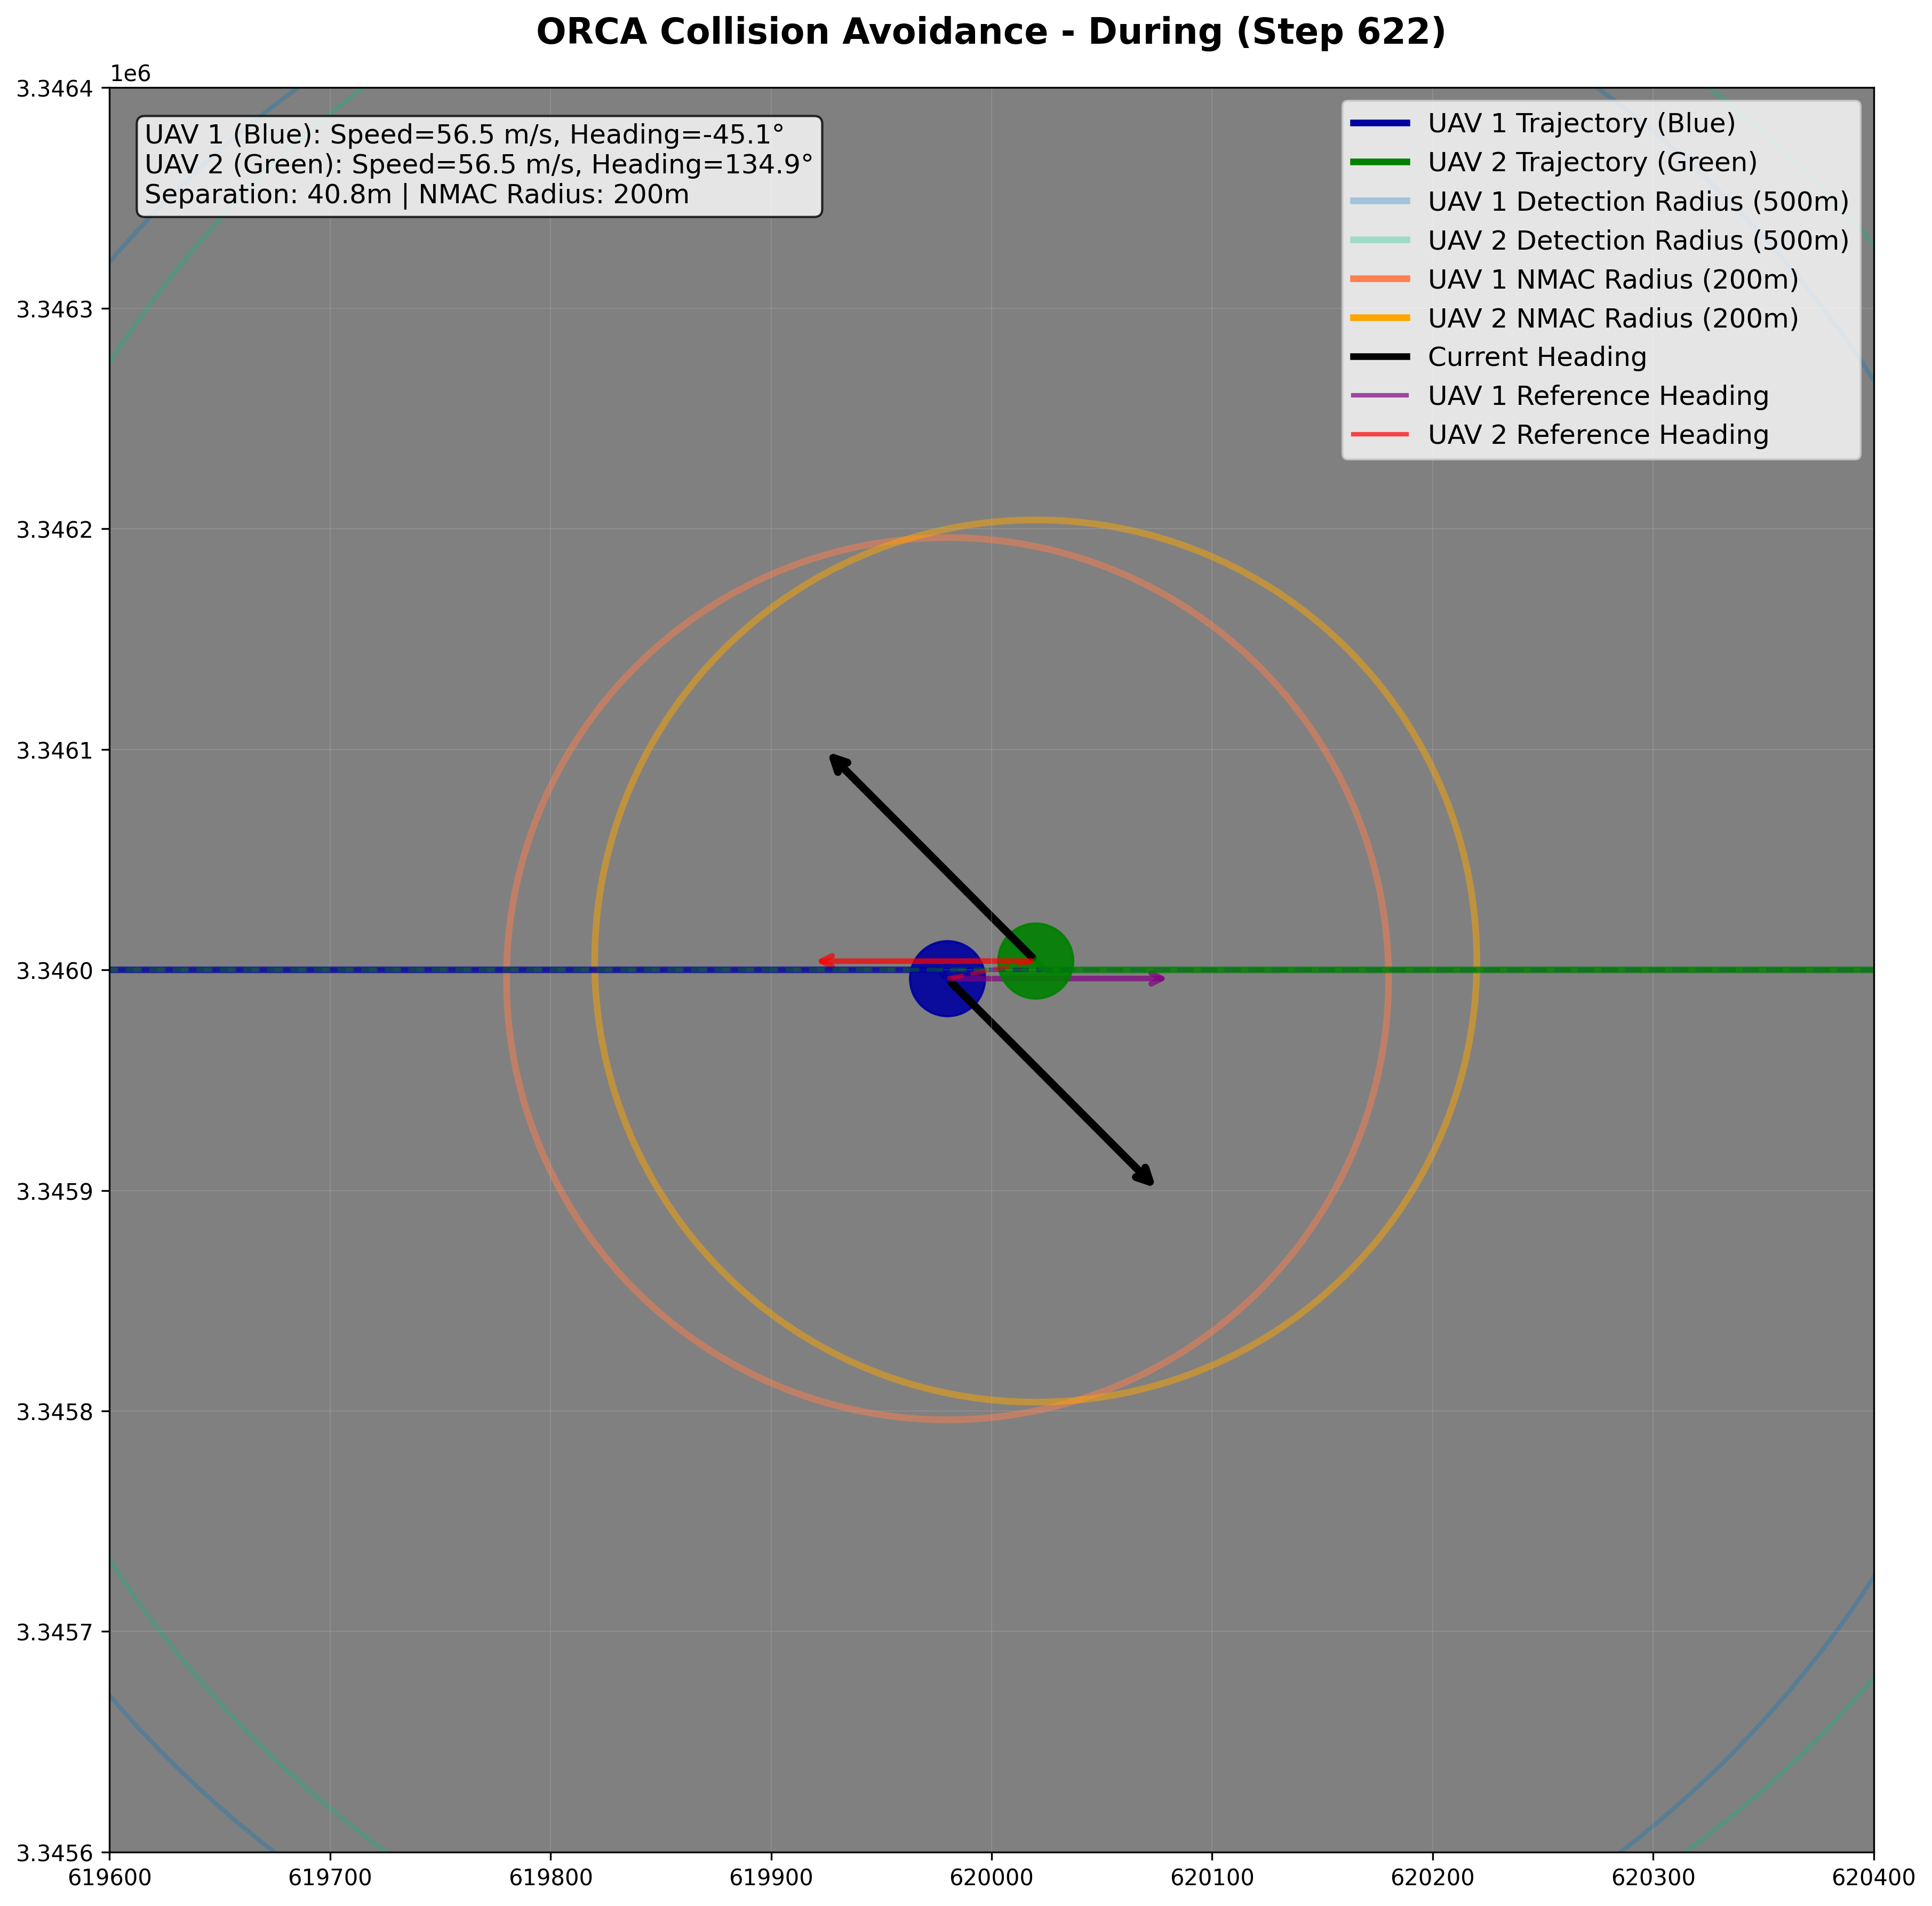 ORCA Collision Avoidance - During (Step 622)
1e6
3.3464
3.3463
3.3462
3.3461
3.3460
3.3459
3.3458
3.3457
3.3456
UAV 1 (Blue): Speed=56.5 m/s, Heading=-45.1°
UAV 2 (Green): Speed=56.5 m/s, Heading=134.9°
Separation: 40.8m | NMAC Radius: 200m
UAV 1 Trajectory (Blue)
UAV 2 Trajectory (Green)
UAV 1 Detection Radius (500m)
UAV 2 Detection Radius (500m)
UAV 1 NMAC Radius (200m)
UAV 2 NMAC Radius (200m)
Current Heading
UAV 1 Reference Heading
UAV 2 Reference Heading
619600 619700 619800 619900 620000 620100 620200 620300 620400